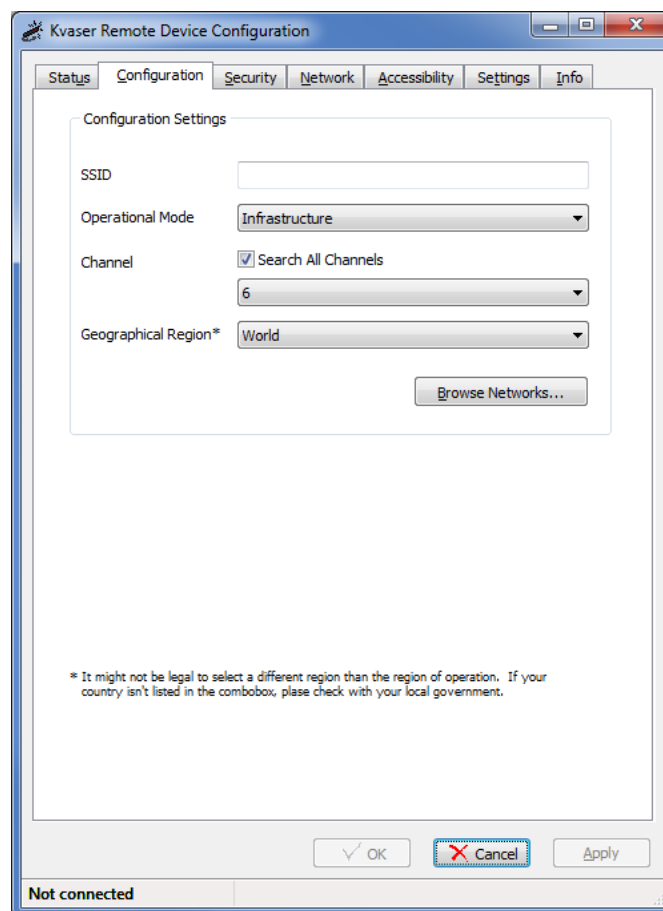 Kvaser Remote Device Configuration
Status Configuration Security Network Accessibility Settings Info
Configuration Settings
SSID
Operational Mode Infrastructure
Channel Search All Channels
6
Geographical Region* World
Browse Networks...
* It might not be legal to select a different region than the region of operation. If your
country isn't listed in the combobox, plase check with your local government.
OK Cancel Apply
Not connected